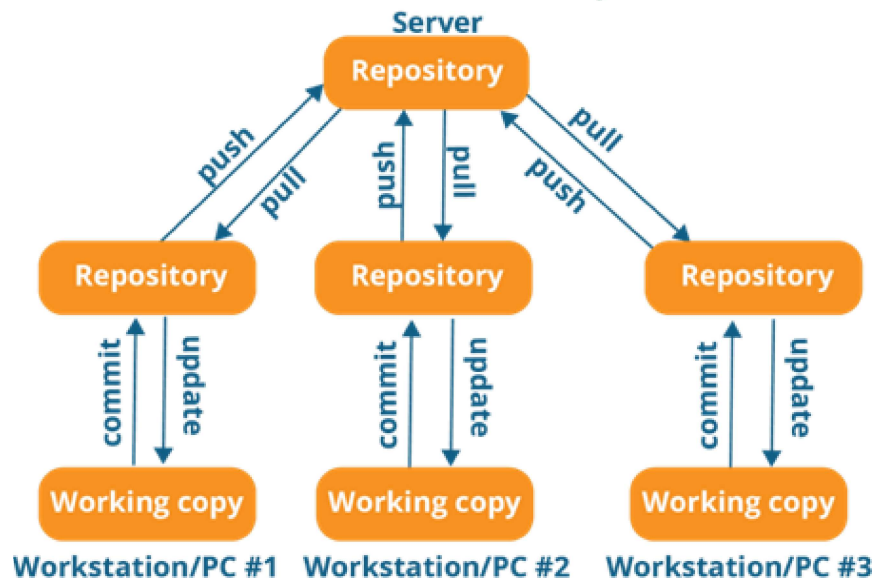 Server
Repository
push
pull
push
pull
pull
push
Repository
Repository
Repository
commit
update
commit
update
commit
update
Working copy
Working copy
Working copy
Workstation/PC #1
Workstation/PC #2
Workstation/PC #3